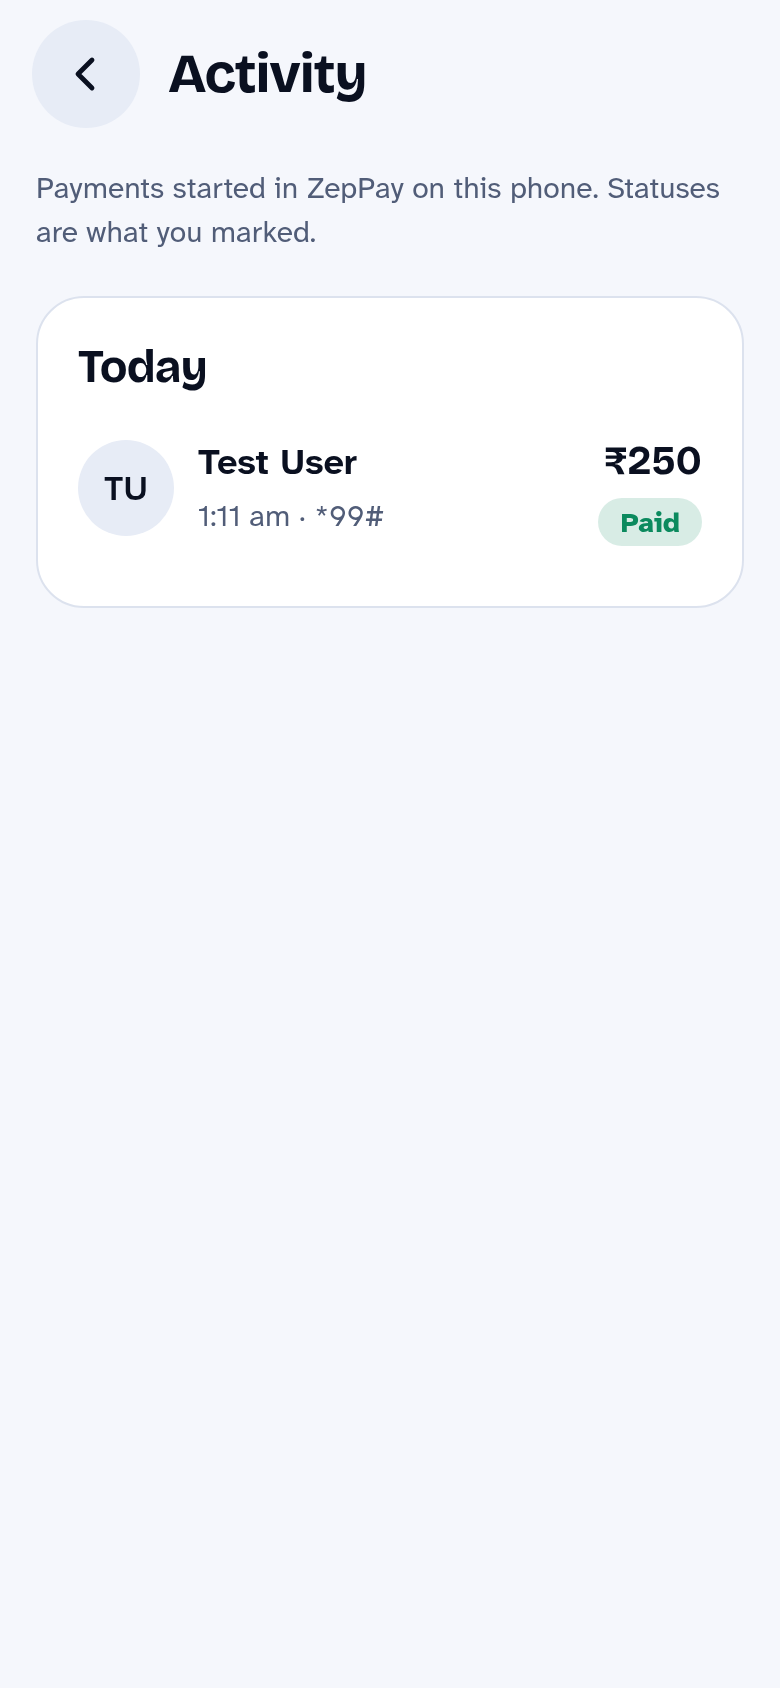 Activity
Payments started in ZepPay on this phone. Statuses
are what you marked.
Today
TU
Test User
₹250
1:11 am · *99#
Paid